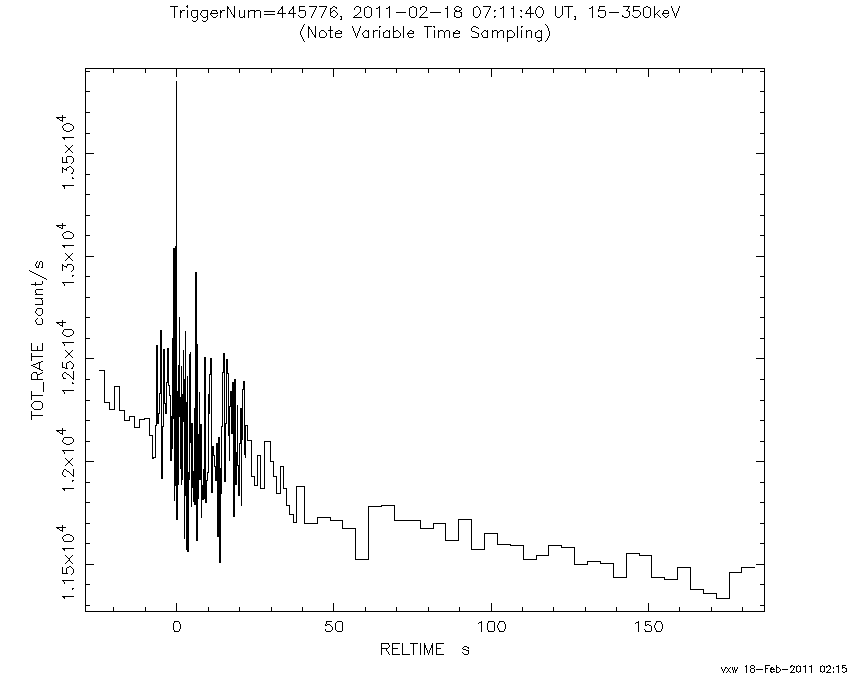 TriggerNum=445776, 2011-02-18 07:11:40 UT, 15-350keV
(Note Variable Time Sampling)
TOT_RATE count/s
1.35×10⁴
1.3×10⁴
1.25×10⁴
1.2×10⁴
1.15×10⁴
0 50 100 150
RELTIME s
vxw 18-Feb-2011 02:15